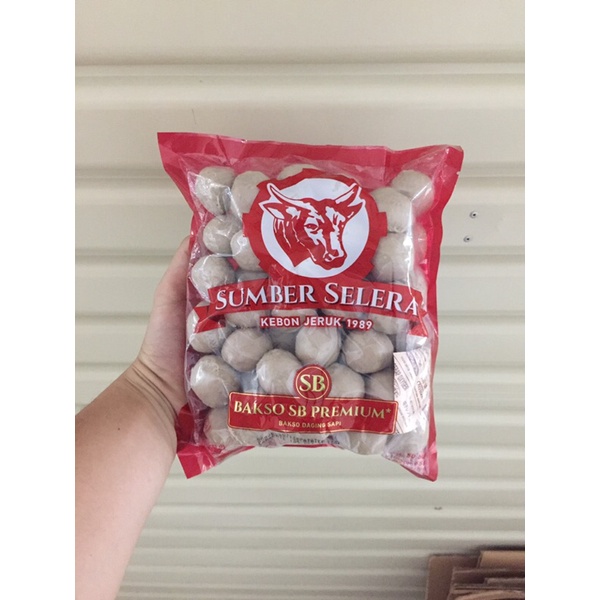 SUMBER SELERA
KEBON JERUK 1989
SB
BAKSO SB PREMIUM*
BAKSO DAGING SAPI